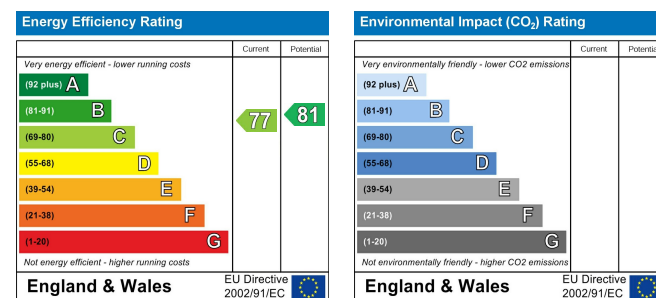 Energy Efficiency Rating
Current Potential
Very energy efficient - lower running costs
(92 plus) A
(81-91) B
(69-80) C
(55-68) D
(39-54) E
(21-38) F
(1-20) G
77
81
Not energy efficient - higher running costs
England & Wales
EU Directive
2002/91/EC
Environmental Impact (CO₂) Rating
Current Potential
Very environmentally friendly - lower CO2 emissions
(92 plus) A
(81-91) B
(69-80) C
(55-68) D
(39-54) E
(21-38) F
(1-20) G
Not environmentally friendly - higher CO2 emissions
England & Wales
EU Directive
2002/91/EC